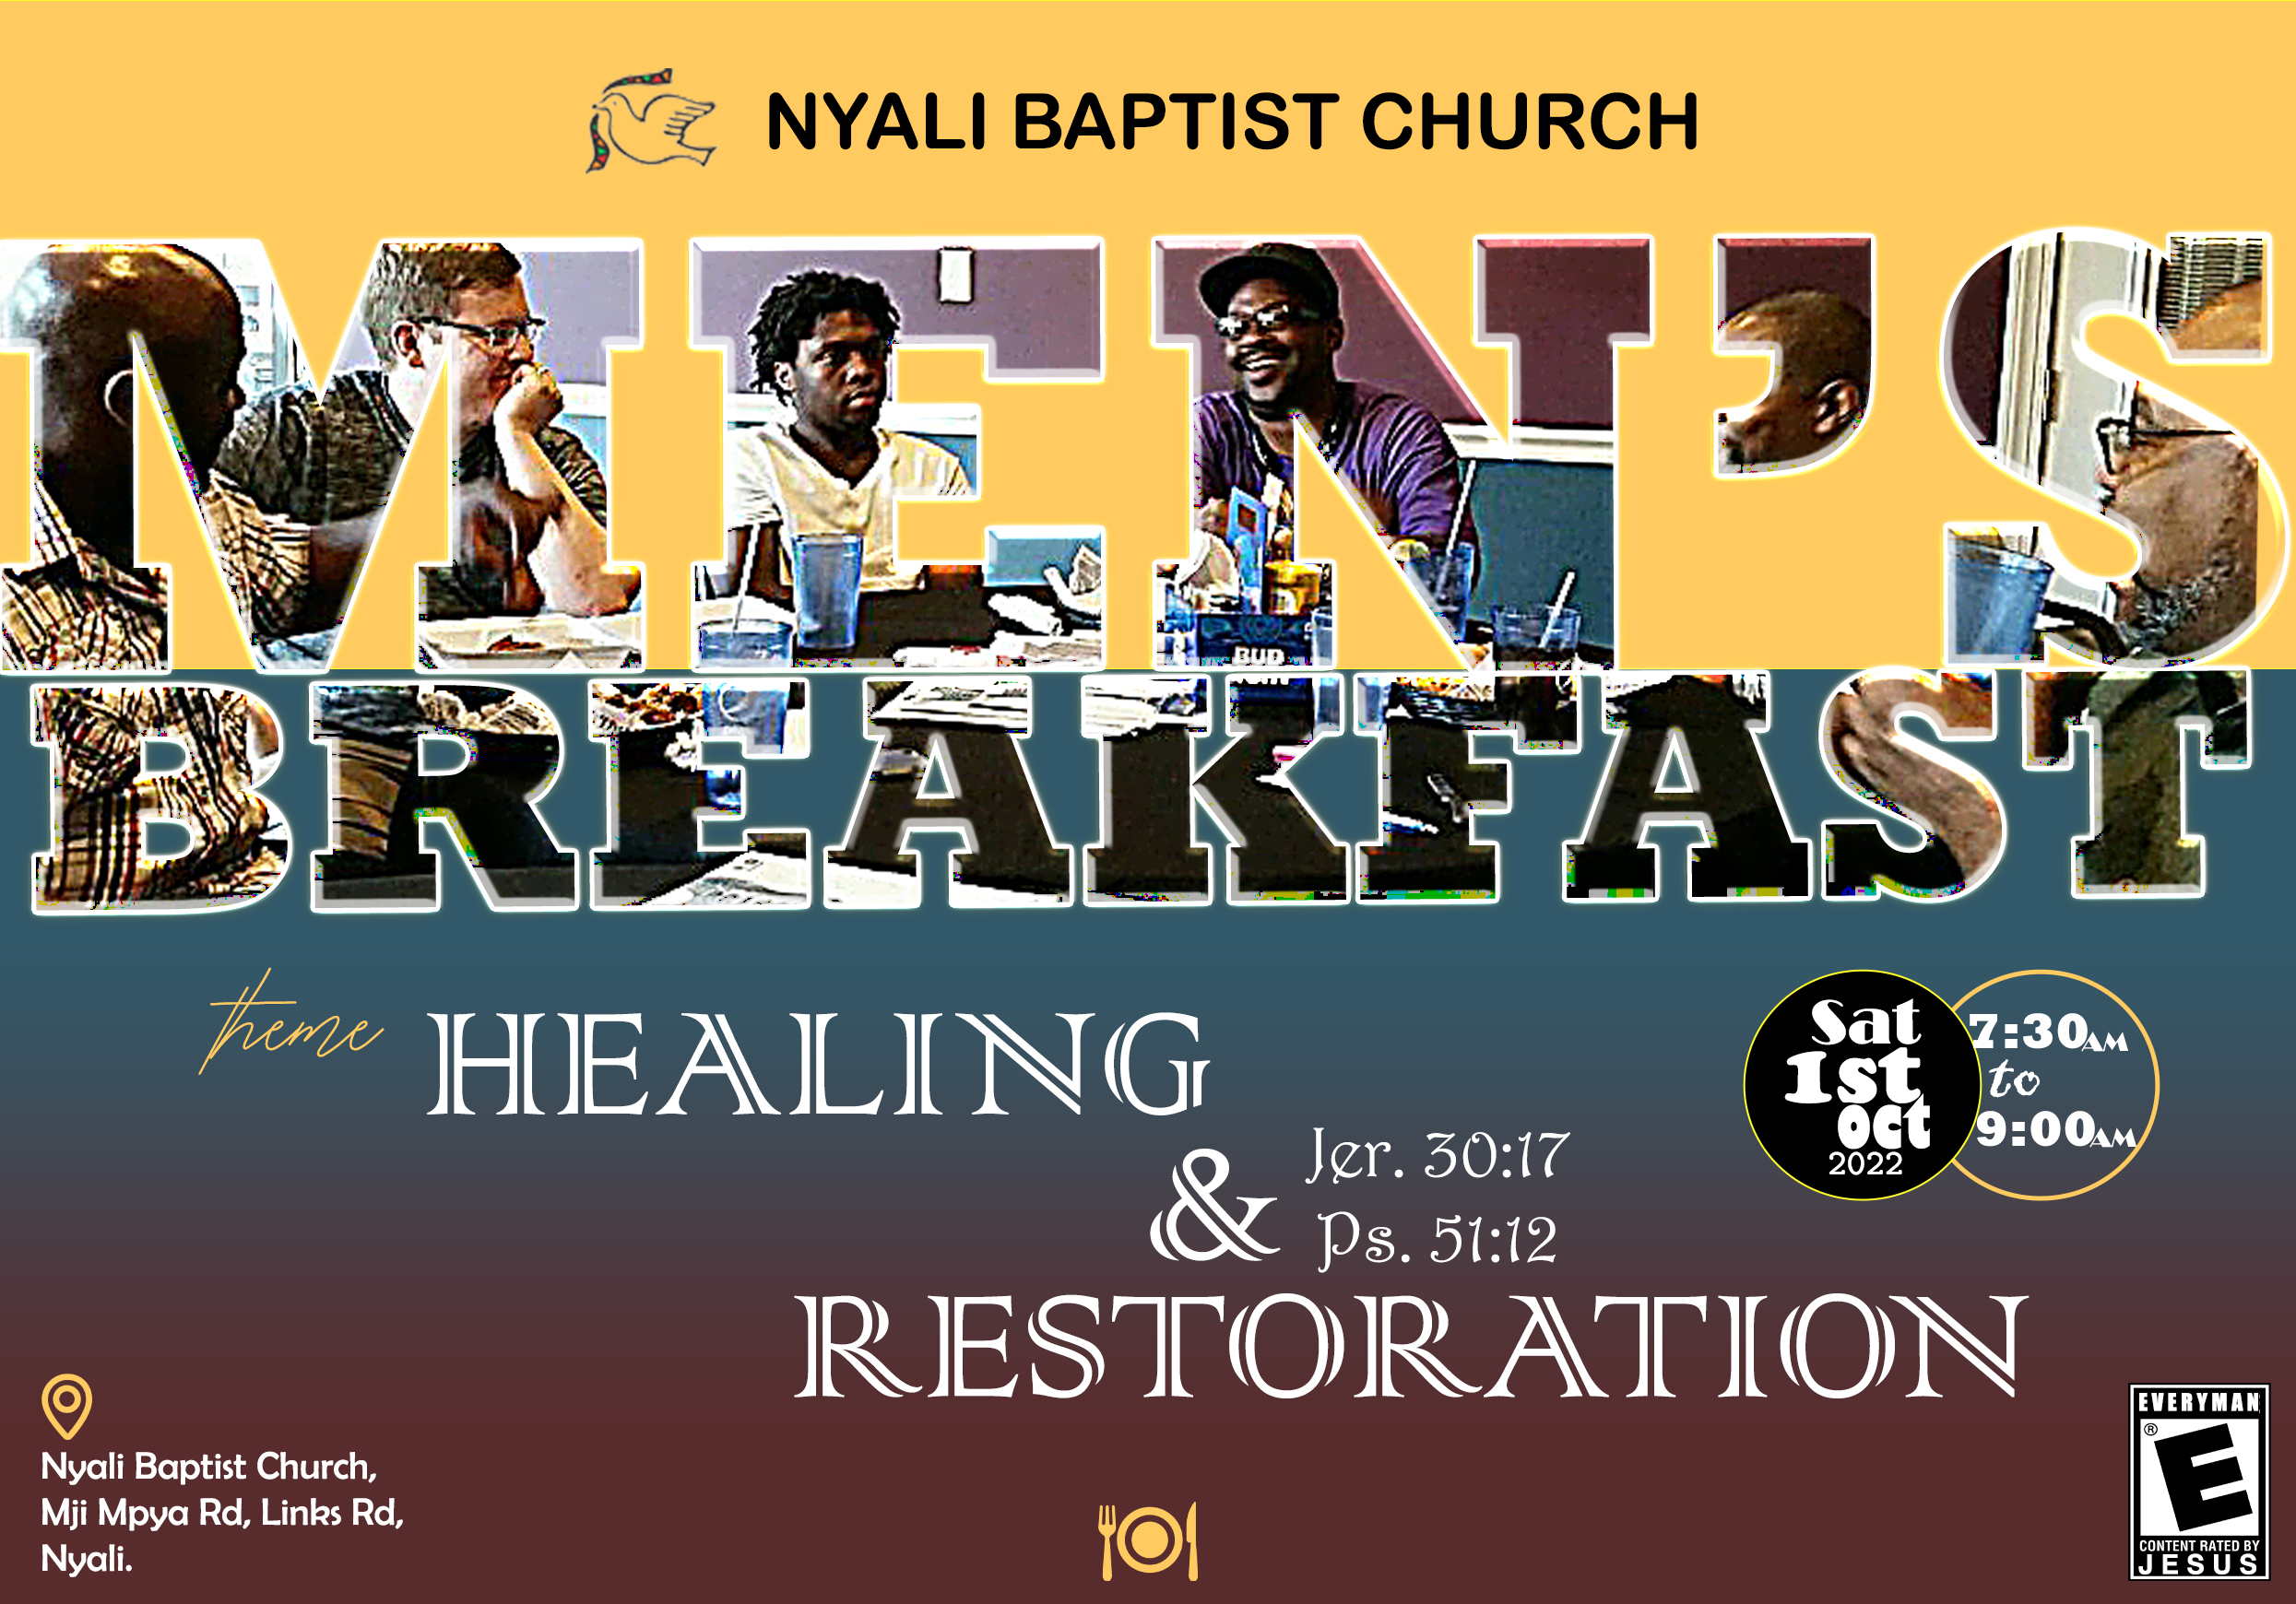 NYALI BAPTIST CHURCH
MEN'S
BREAKFAST
BUD
theme
HEALING
&
Jer. 30:17
Ps. 51:12
RESTORATION
Sat
1st
oct
2022
7:30AM
to
9:00AM
Nyali Baptist Church,
Mji Mpya Rd, Links Rd,
Nyali.
EVERYMAN
®
E
CONTENT RATED BY
JESUS